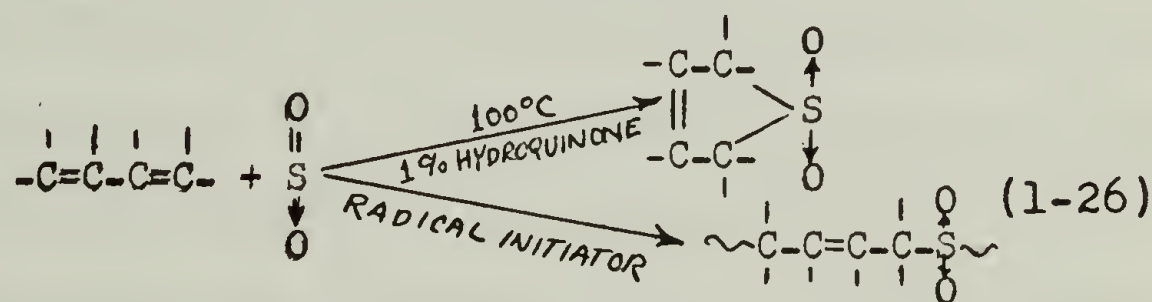 -C=C-C=C- + O=S→O
100°C
1% HYDROQUINONE
-C-C-
C-C-
O
S
O
RADICAL INITIATOR
~C-C=C-C-S~
O
O
(1-26)